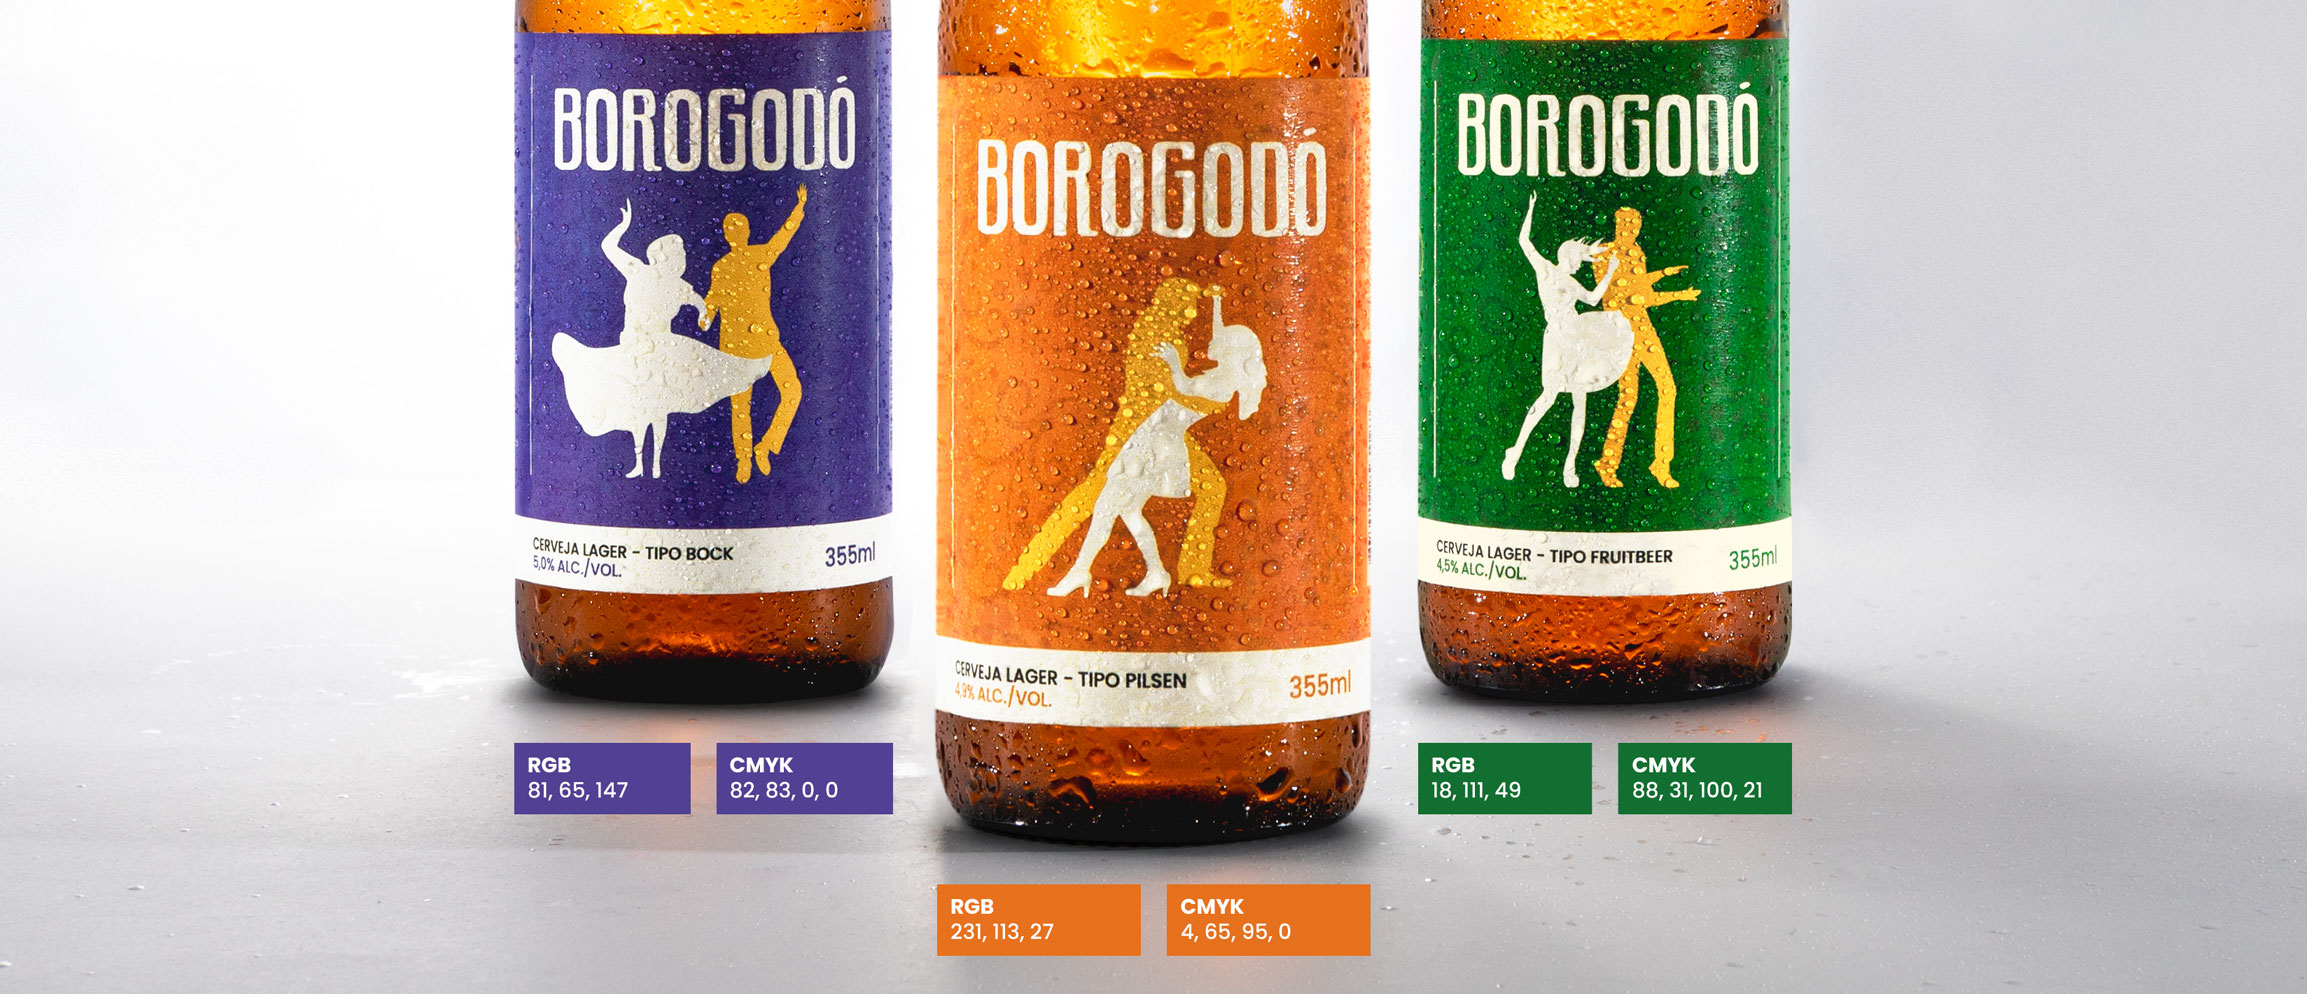 BOROGODÓ
CERVEJA LAGER - TIPO BOCK
5,0% ALC./VOL.
355ml
BOROGODÓ
CERVEJA LAGER - TIPO PILSEN
4,9% ALC./VOL.
355ml
BOROGODÓ
CERVEJA LAGER - TIPO FRUITBEER
4,5% ALC./VOL.
355ml
RGB
81, 65, 147
CMYK
82, 83, 0, 0
RGB
231, 113, 27
CMYK
4, 65, 95, 0
RGB
18, 111, 49
CMYK
88, 31, 100, 21